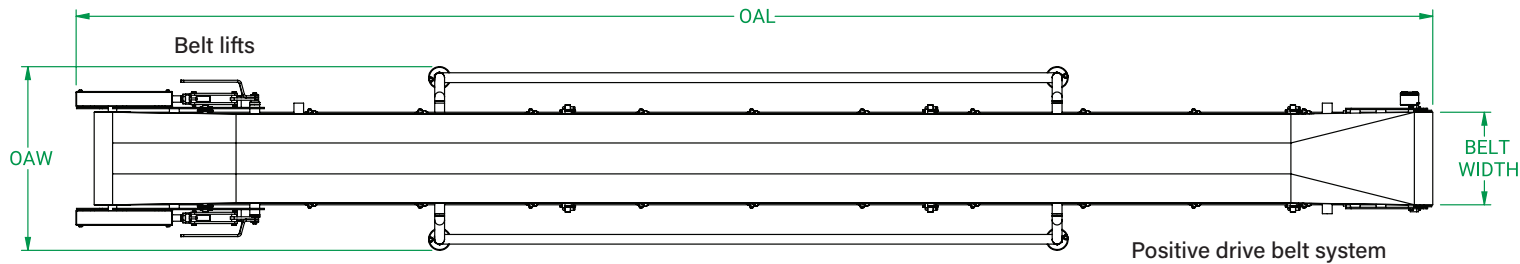 OAL
Belt lifts
OAW
BELT
WIDTH
Positive drive belt system